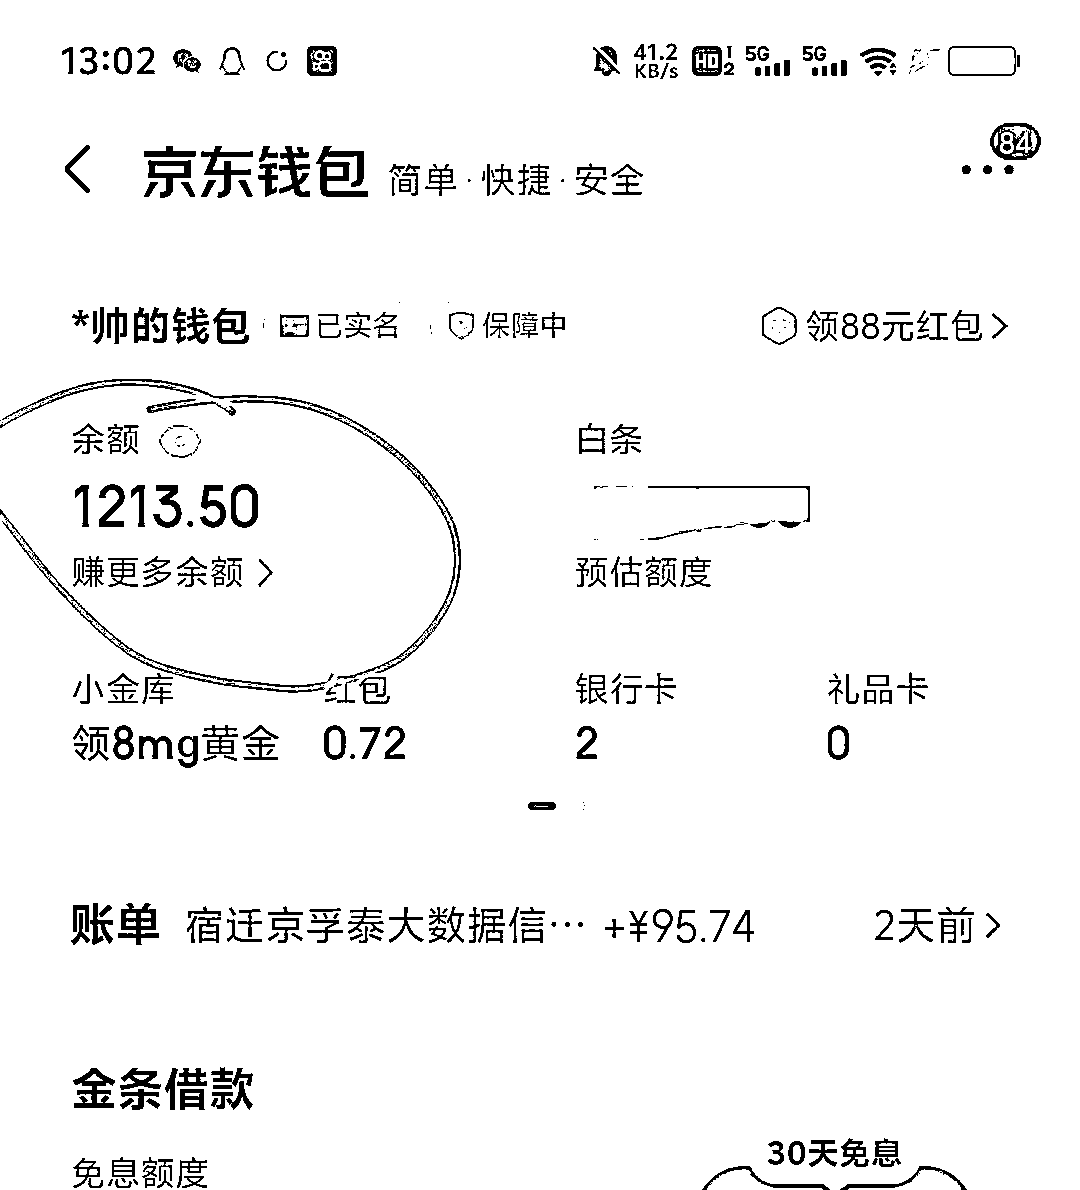 13:02 41.2 KB/s HD 1 2 5G 5G
京东钱包 简单·快捷·安全 84
*帅的钱包 已实名 保障中 领88元红包>
余额 白条
1213.50
赚更多余额> 预估额度
小金库 红包 银行卡 礼品卡
领8mg黄金 0.72 2 0
账单 宿迁京孚泰大数据信… +¥95.74 2天前>
金条借款
30天免息
免息额度